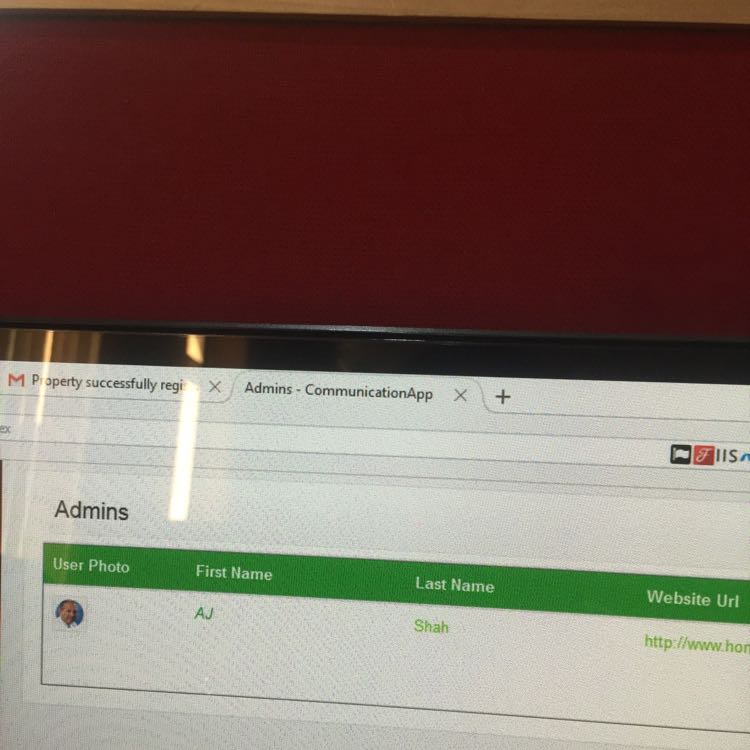 Property successfully regi
Admins - CommunicationApp
ex
IIS
Admins
User Photo First Name Last Name Website Url
AJ Shah http://www.hon